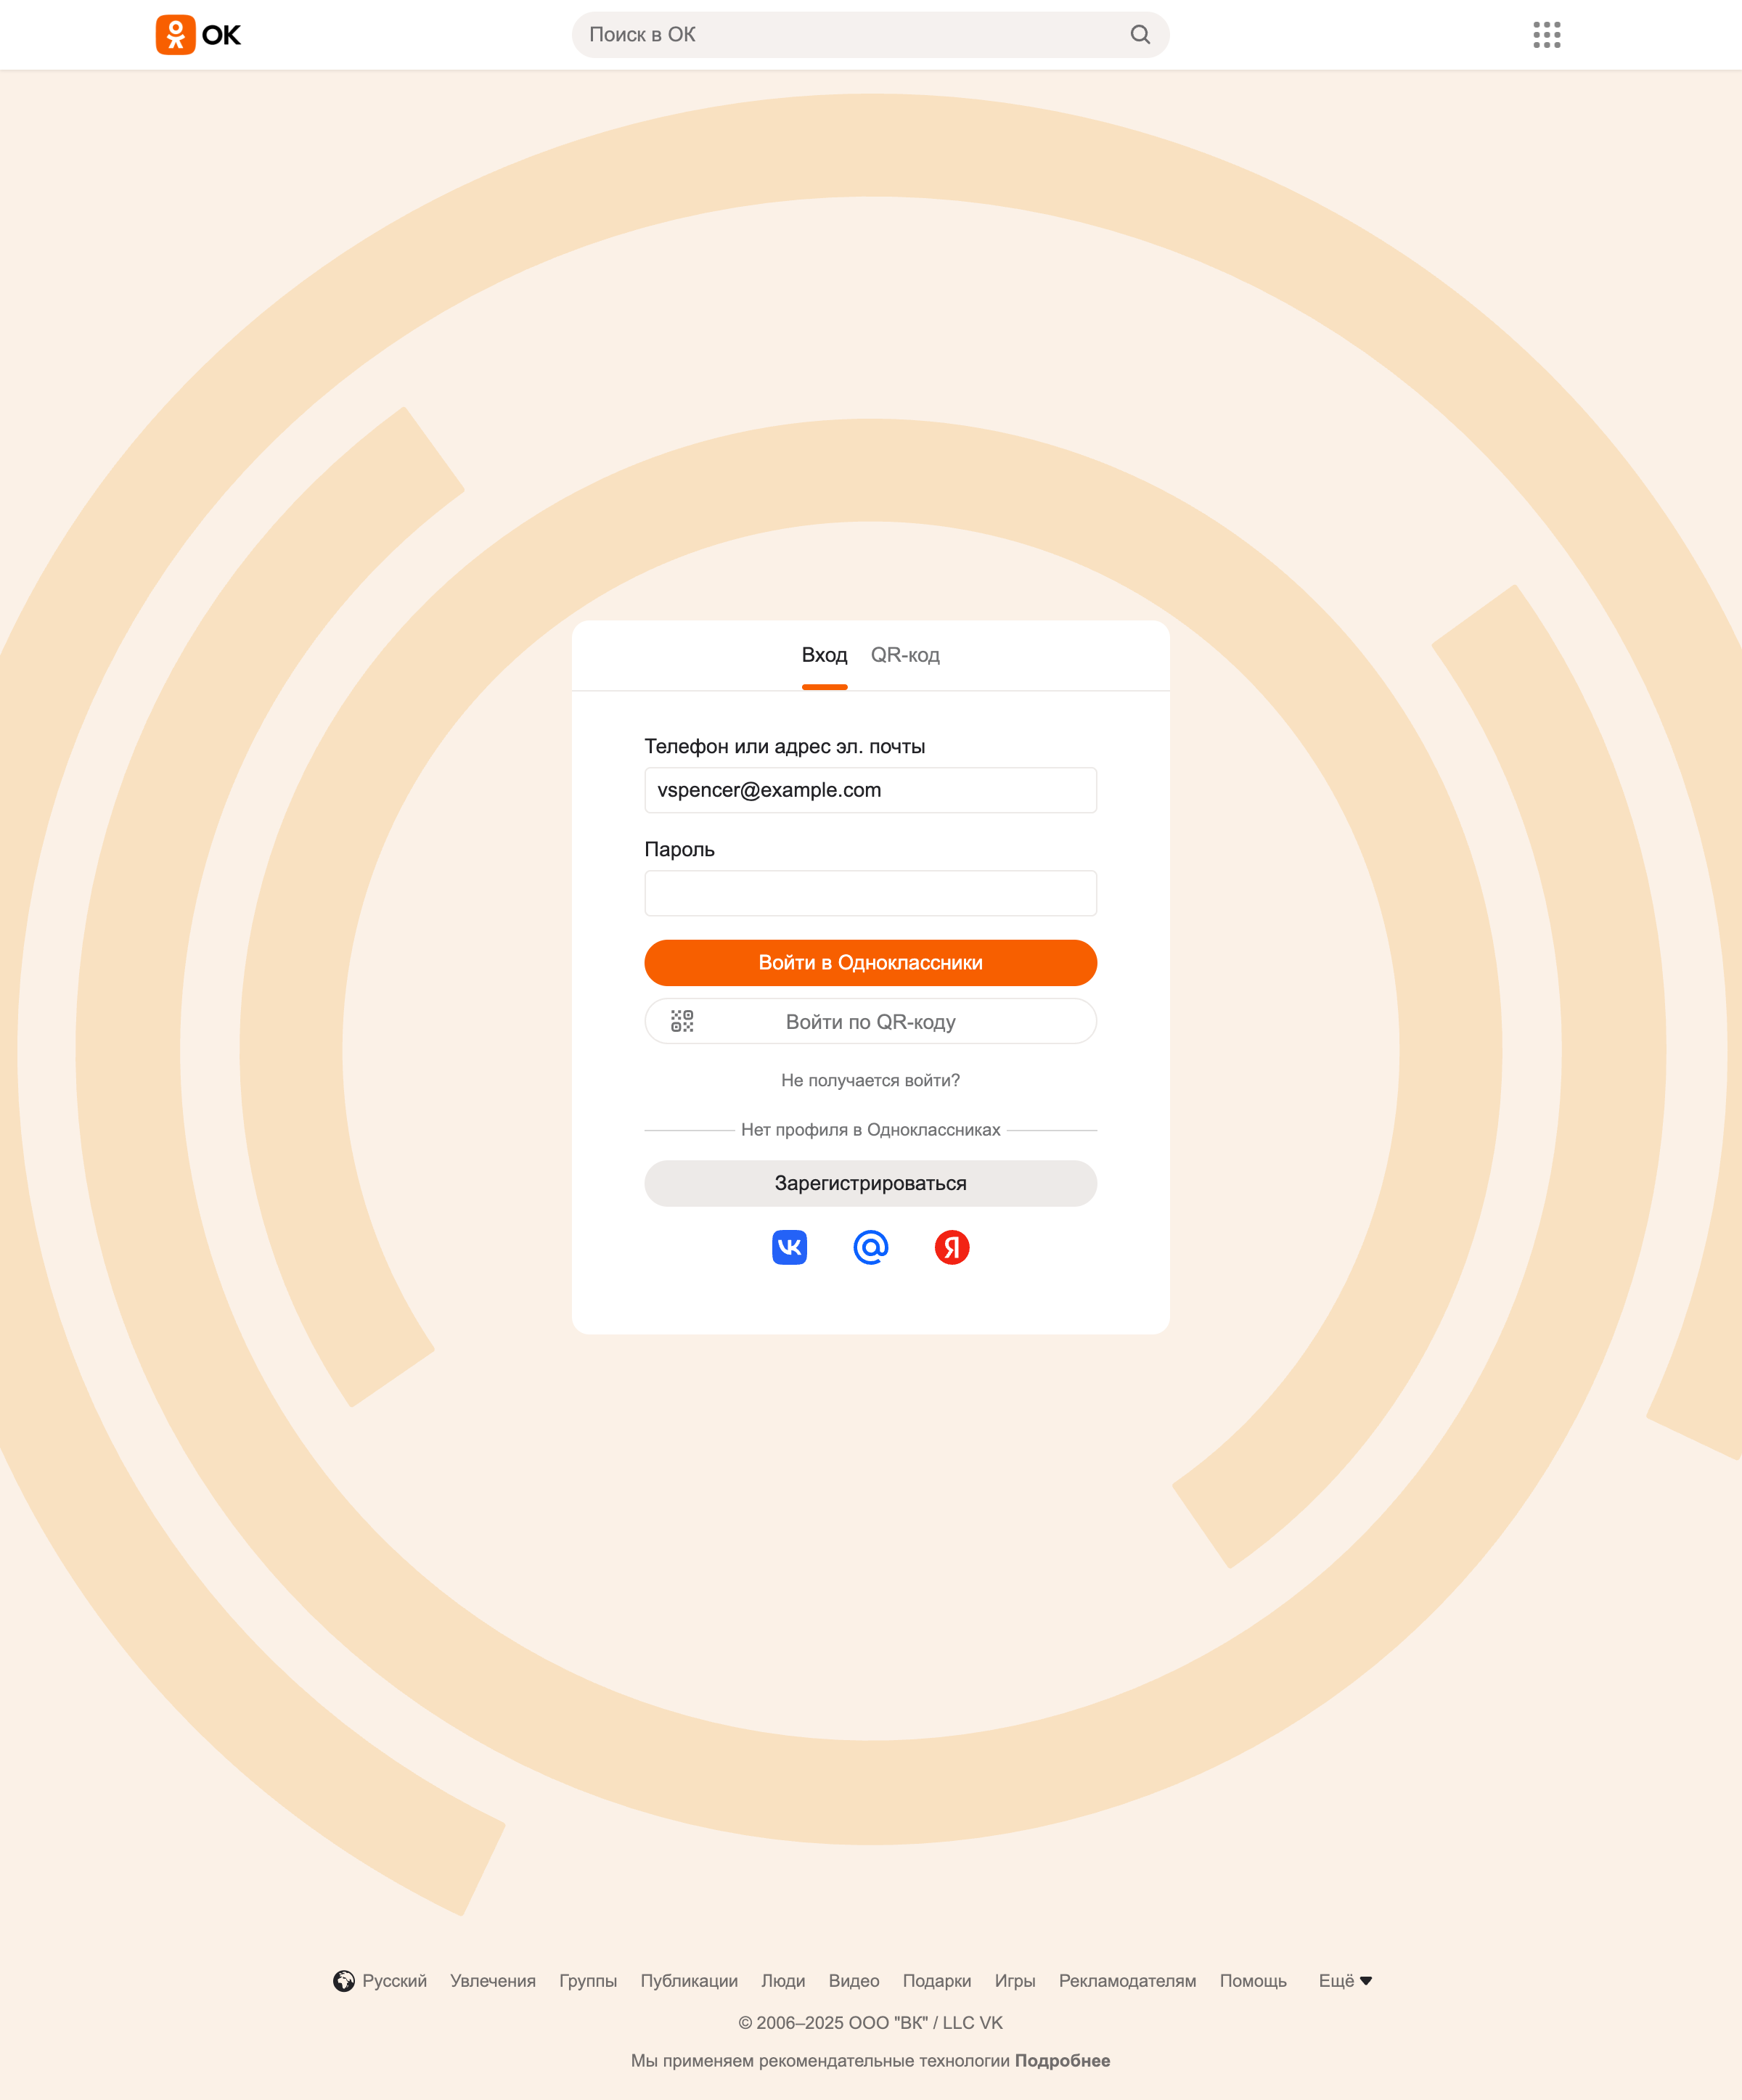 ОК
Поиск в ОК
Вход QR-код
Телефон или адрес эл. почты
vspencer@example.com
Пароль
Войти в Одноклассники
Войти по QR-коду
Не получается войти?
Нет профиля в Одноклассниках
Зарегистрироваться
VK @ Я
Русский Увлечения Группы Публикации Люди Видео Подарки Игры Рекламодателям Помощь Ещё
© 2006–2025 ООО "ВК" / LLC VK
Мы применяем рекомендательные технологии Подробнее